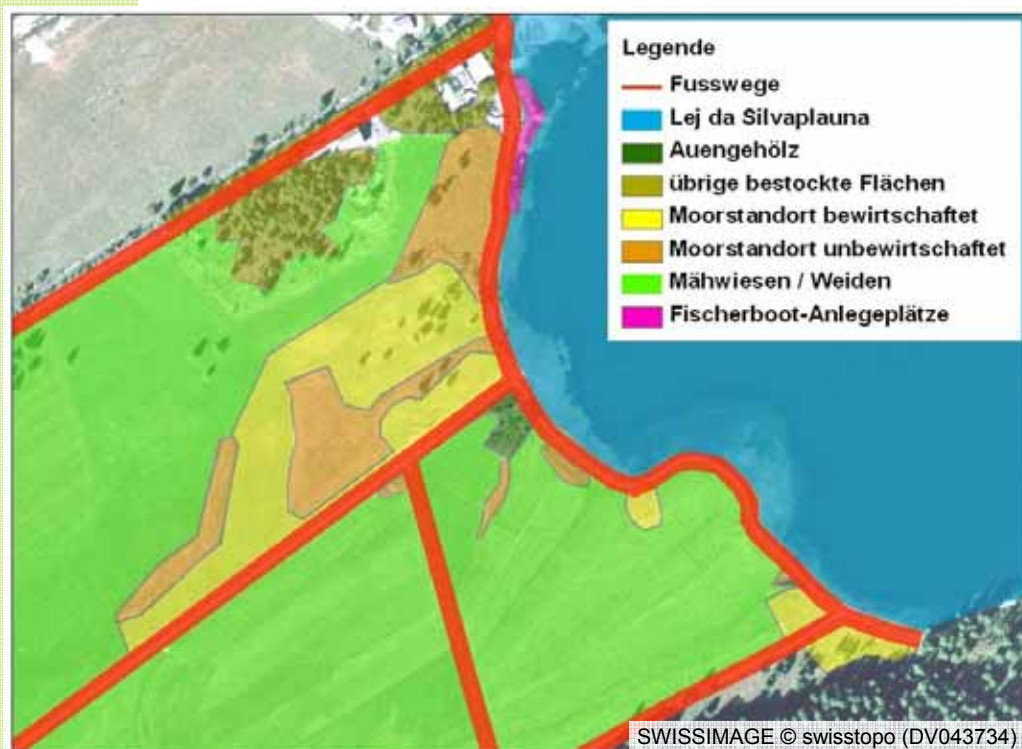 Legende
Fusswege
Lej da Silvaplauna
Auengehölz
übrige bestockte Flächen
Moorstandort bewirtschaftet
Moorstandort unbewirtschaftet
Mähwiesen / Weiden
Fischerboot-Anlegeplätze
SWISSIMAGE © swisstopo (DV043734)